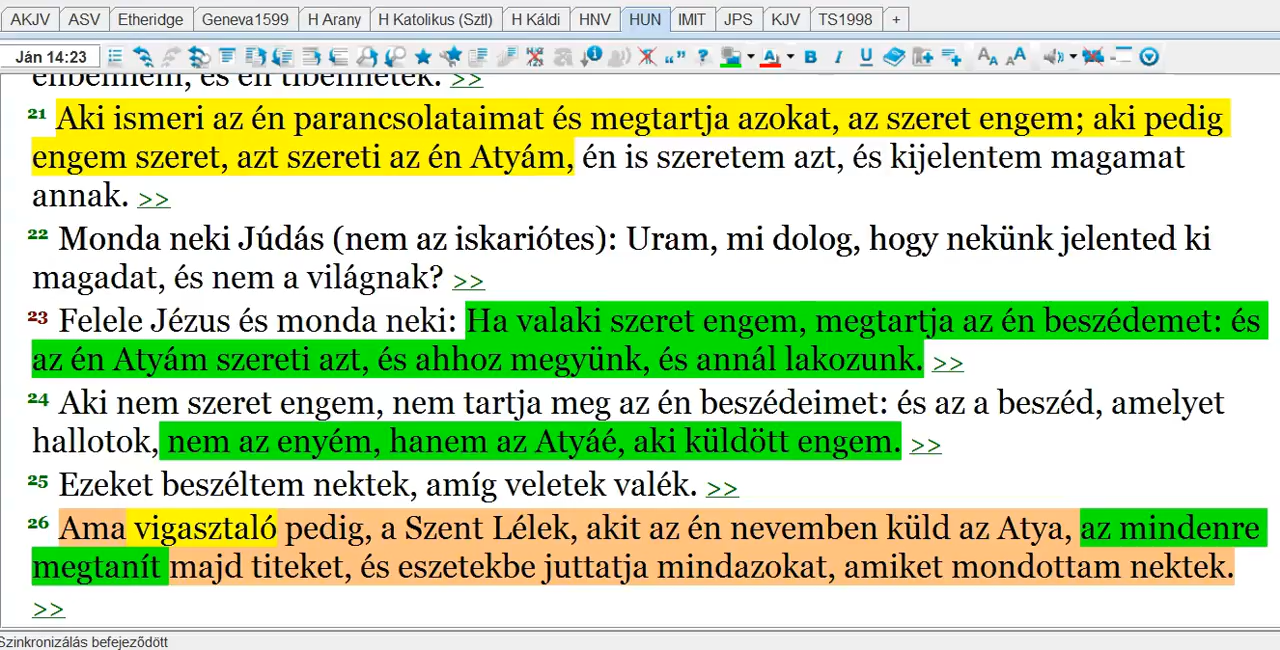 AKJV ASV Etheridge Geneva1599 H Arany H Katolikus (Sztl) H Káldi HNV HUN IMIT JPS KJV TS1998 +
Ján 14:23
énbennem, és én tibennetek. >>
21 Aki ismeri az én parancsolataimat és megtartja azokat, az szeret engem; aki pedig
engem szeret, azt szereti az én Atyám, én is szeretem azt, és kijelentem magamat
annak. >>
22 Monda neki Júdás (nem az iskariótes): Uram, mi dolog, hogy nekünk jelented ki
magadat, és nem a világnak? >>
23 Felele Jézus és monda neki: Ha valaki szeret engem, megtartja az én beszédemet: és
az én Atyám szereti azt, és ahhoz megyünk, és annál lakozunk. >>
24 Aki nem szeret engem, nem tartja meg az én beszédeimet: és az a beszéd, amelyet
hallotok, nem az enyém, hanem az Atyáé, aki küldött engem. >>
25 Ezeket beszéltem nektek, amíg veletek valék. >>
26 Ama vigasztaló pedig, a Szent Lélek, akit az én nevemben küld az Atya, az mindenre
megtanít majd titeket, és eszetekbe juttatja mindazokat, amiket mondottam nektek.
>>
Szinkronizálás befejezõdött